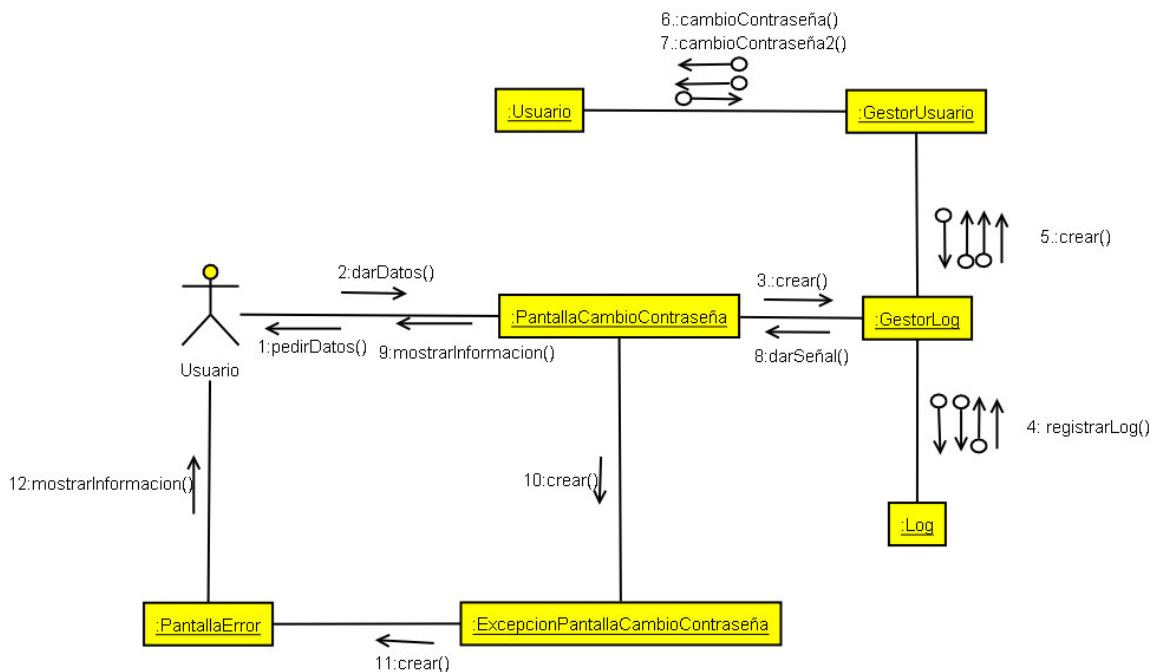 6.:cambioContraseña()
7.:cambioContraseña2()
:Usuario
:GestorUsuario
5.:crear()
2:darDatos()
3.:crear()
:PantallaCambioContraseña
:GestorLog
1:pedirDatos()
9:mostrarInformacion()
8:darSeñal()
Usuario
4: registrarLog()
12:mostrarInformacion()
10:crear()
:Log
:PantallaError
:ExcepcionPantallaCambioContraseña
11:crear()